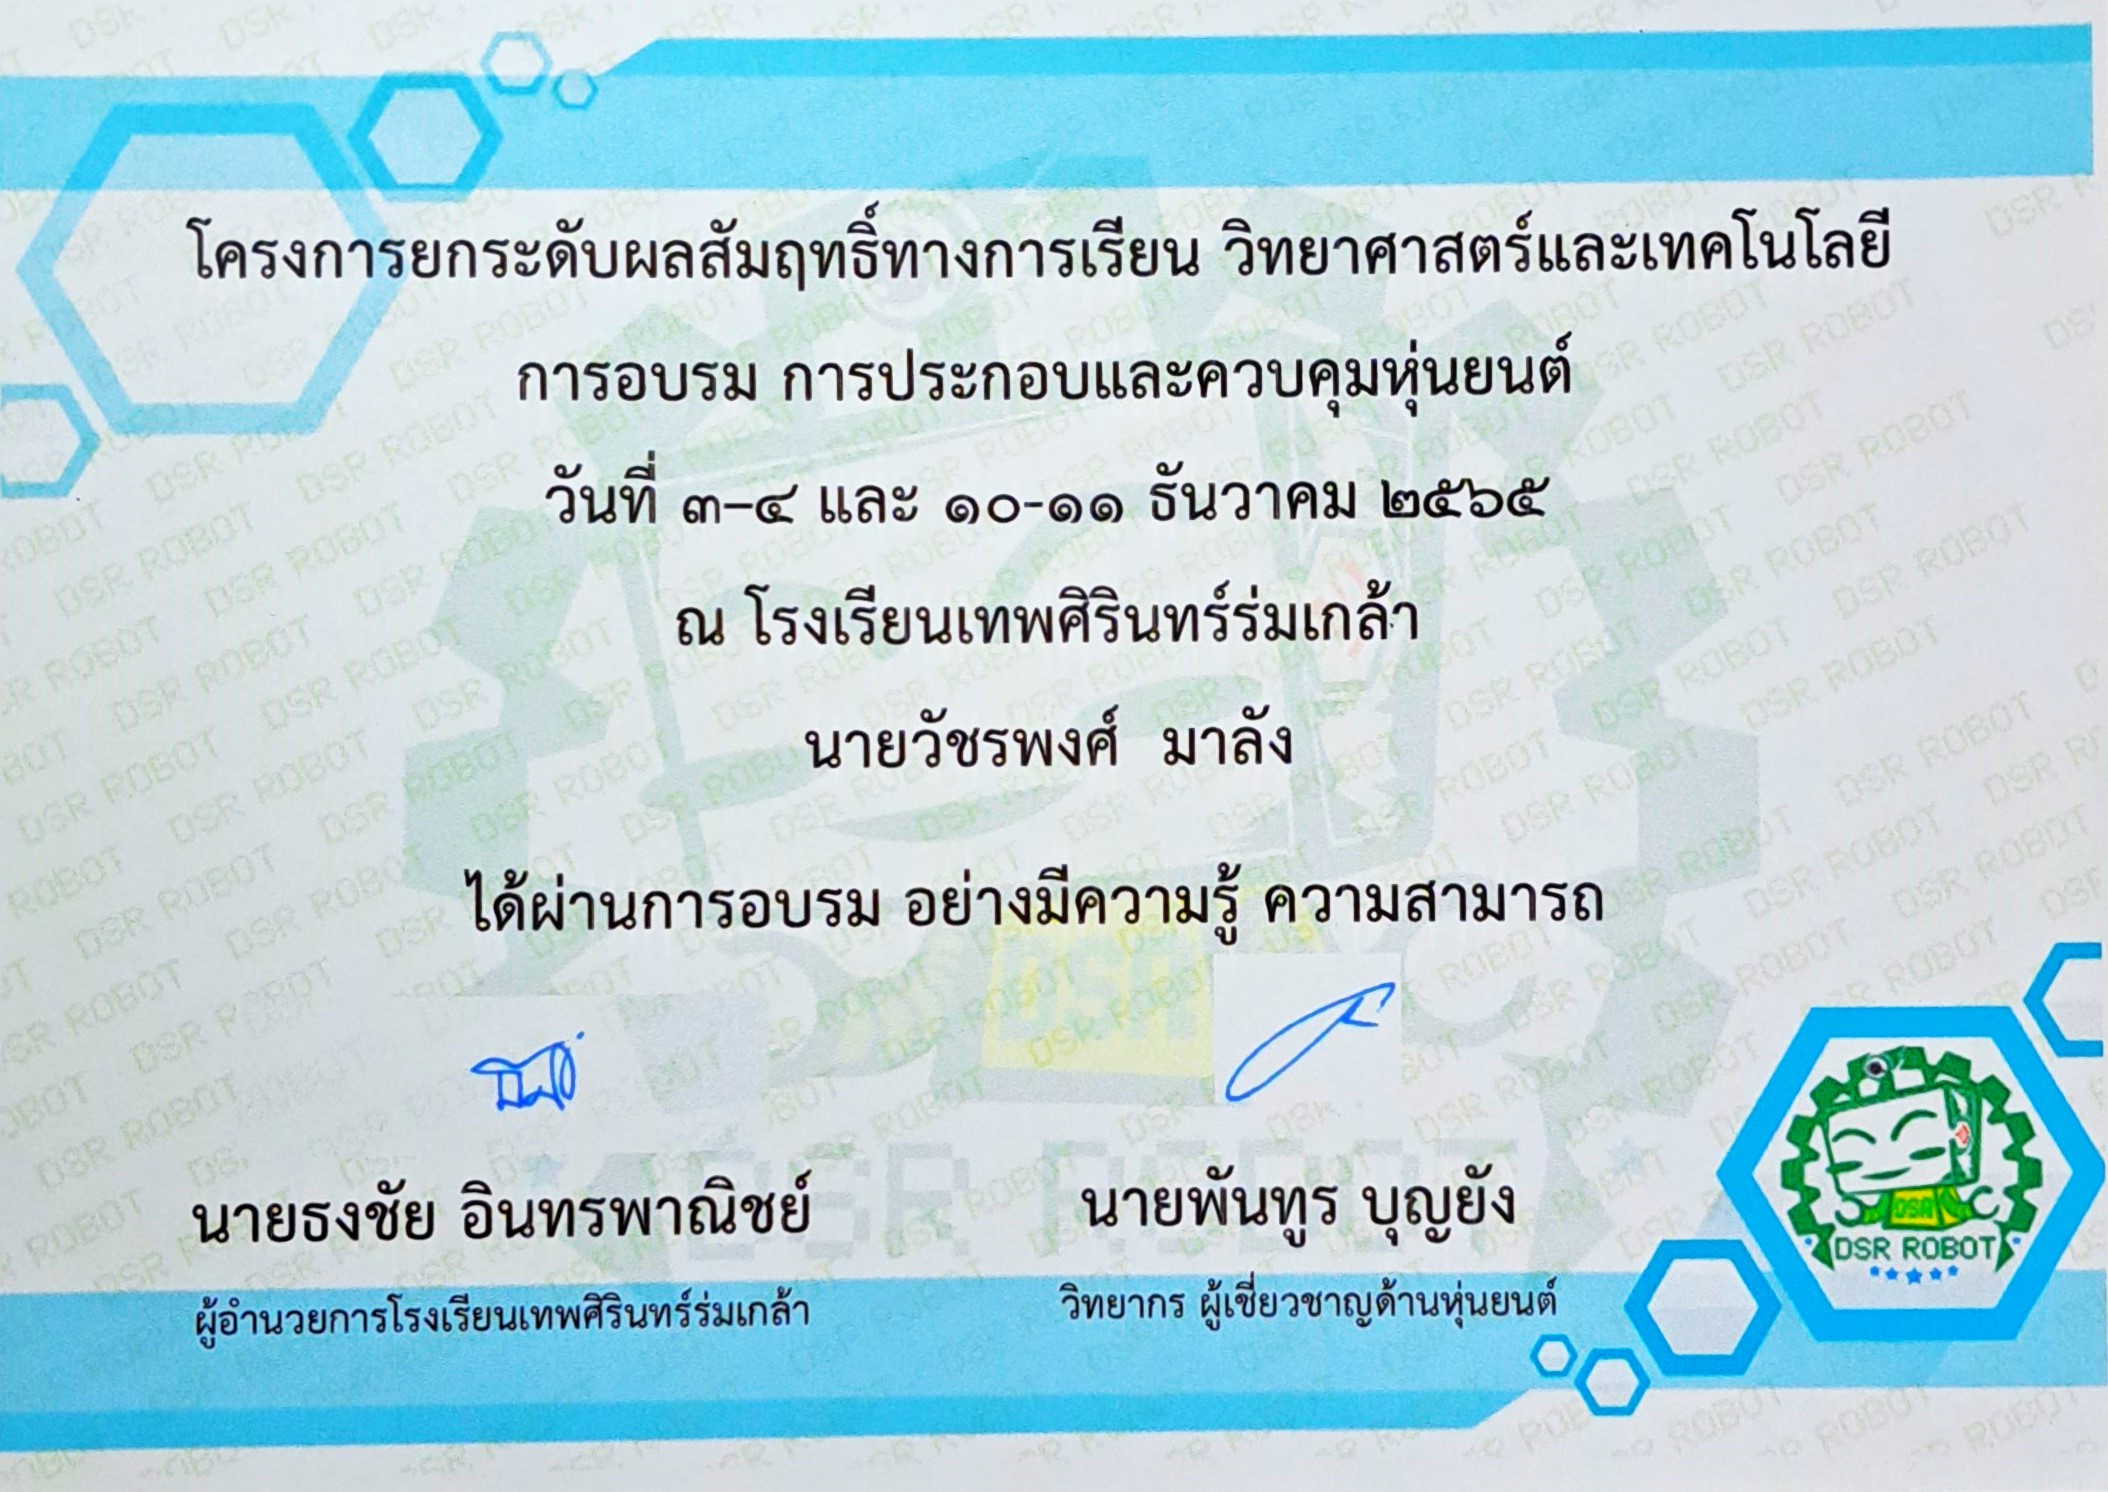 โครงการยกระดับผลสัมฤทธิ์ทางการเรียน วิทยาศาสตร์และเทคโนโลยี
การอบรม การประกอบและควบคุมหุ่นยนต์
วันที่ ๓–๔ และ ๑๐-๑๑ ธันวาคม ๒๕๖๕
ณ โรงเรียนเทพศิรินทร์ร่มเกล้า
นายวัชรพงศ์ มาลัง
ได้ผ่านการอบรม อย่างมีความรู้ ความสามารถ
นายธงชัย อินทรพาณิชย์
ผู้อำนวยการโรงเรียนเทพศิรินทร์ร่มเกล้า
นายพันทูร บุญยัง
วิทยากร ผู้เชี่ยวชาญด้านหุ่นยนต์
DSR
DSR ROBOT